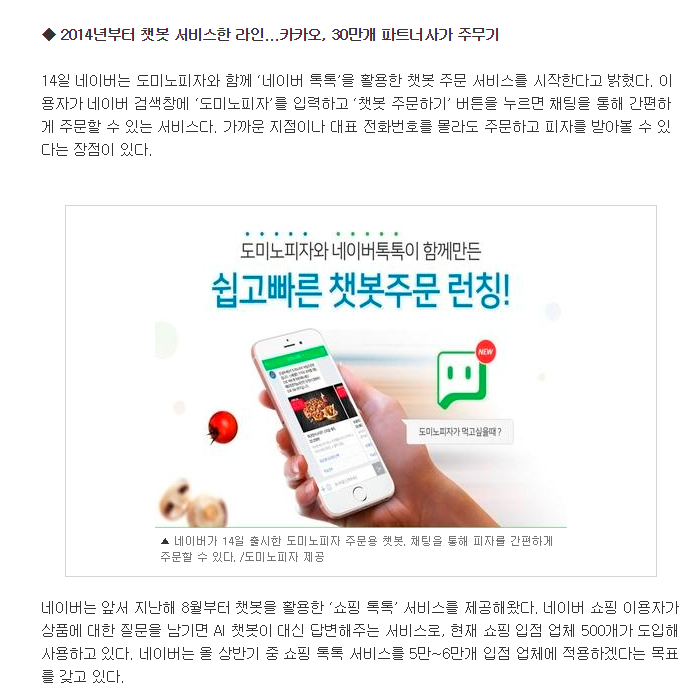 ◆ 2014년부터 챗봇 서비스한 라인…카카오, 30만개 파트너사가 주무기
14일 네이버는 도미노피자와 함께 ‘네이버 톡톡’을 활용한 챗봇 주문 서비스를 시작한다고 밝혔다. 이
용자가 네이버 검색창에 ‘도미노피자’를 입력하고 ‘챗봇 주문하기’ 버튼을 누르면 채팅을 통해 간편하
게 주문할 수 있는 서비스다. 가까운 지점이나 대표 전화번호를 몰라도 주문하고 피자를 받아볼 수 있
다는 장점이 있다.
도미노피자와 네이버톡톡이 함께만든
쉽고빠른 챗봇주문 런칭!
NEW
도미노피자가 먹고싶을때 ?
▲ 네이버가 14일 출시한 도미노피자 주문용 챗봇. 채팅을 통해 피자를 간편하게
주문할 수 있다. /도미노피자 제공
네이버는 앞서 지난해 8월부터 챗봇을 활용한 ‘쇼핑 톡톡’ 서비스를 제공해왔다. 네이버 쇼핑 이용자가
상품에 대한 질문을 남기면 AI 챗봇이 대신 답변해주는 서비스로, 현재 쇼핑 입점 업체 500개가 도입해
사용하고 있다. 네이버는 올 상반기 중 쇼핑 톡톡 서비스를 5만~6만개 입점 업체에 적용하겠다는 목표
를 갖고 있다.